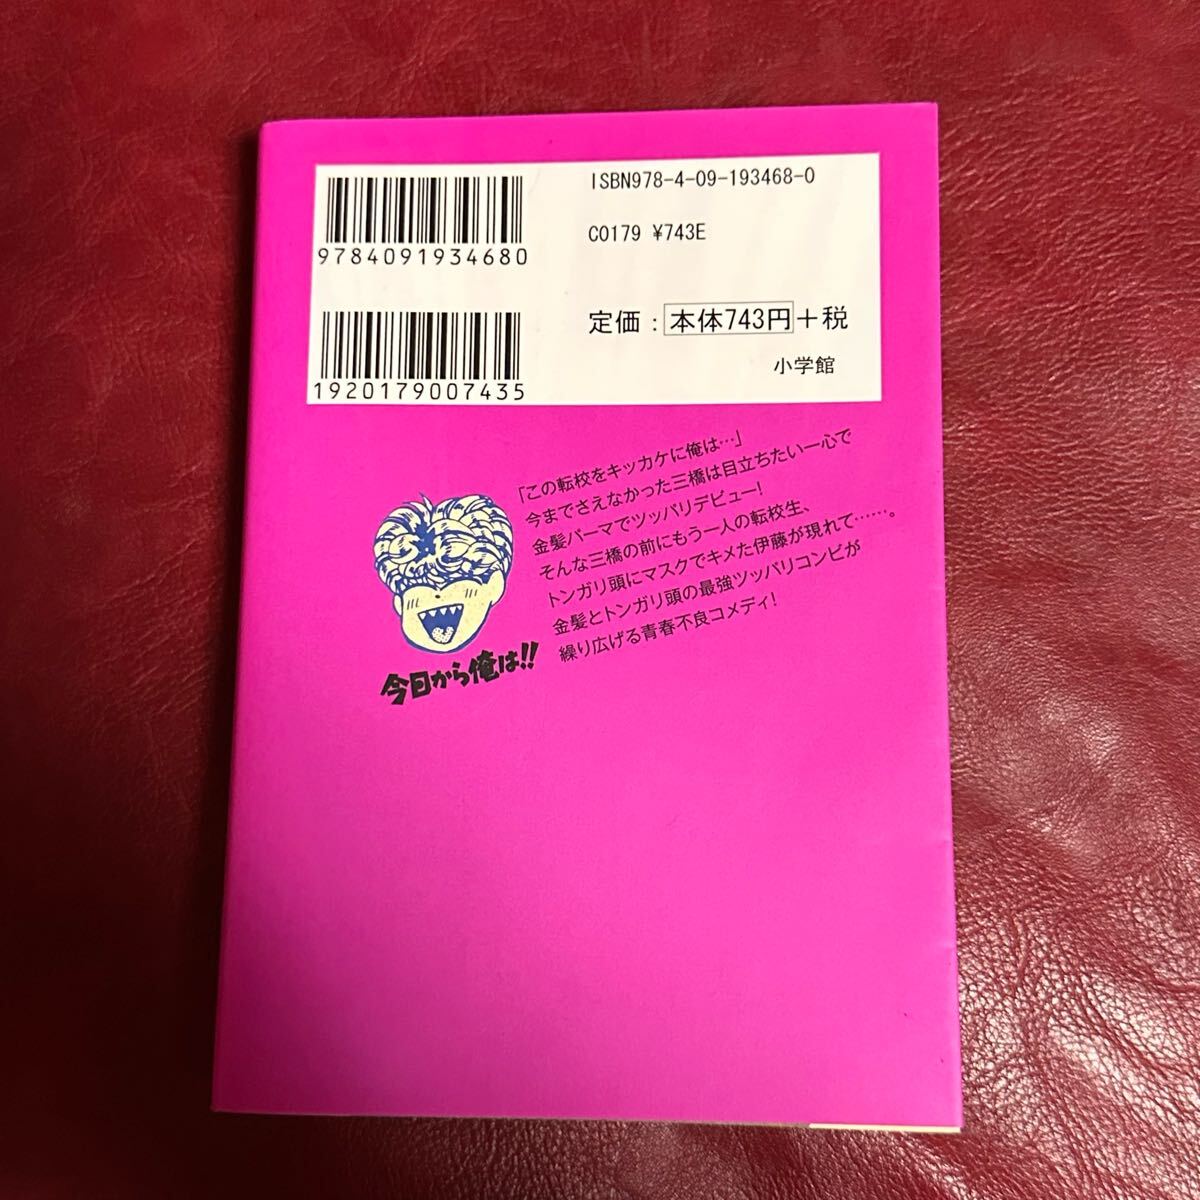 ISBN978-4-09-193468-0
9784091934680
C0179 ¥743E
定価：本体743円＋税
1920179007435
小学館
「この転校をキッカケに俺は…」
今までさえなかった三橋は目立ちたい一心で
金髪パーマでツッパリデビュー！
そんな三橋の前にもう一人の転校生、
トンガリ頭にマスクでキメた伊藤が現れて……。
金髪とトンガリ頭の最強ツッパリコンビが
繰り広げる青春不良コメディ！
今日から俺は!!